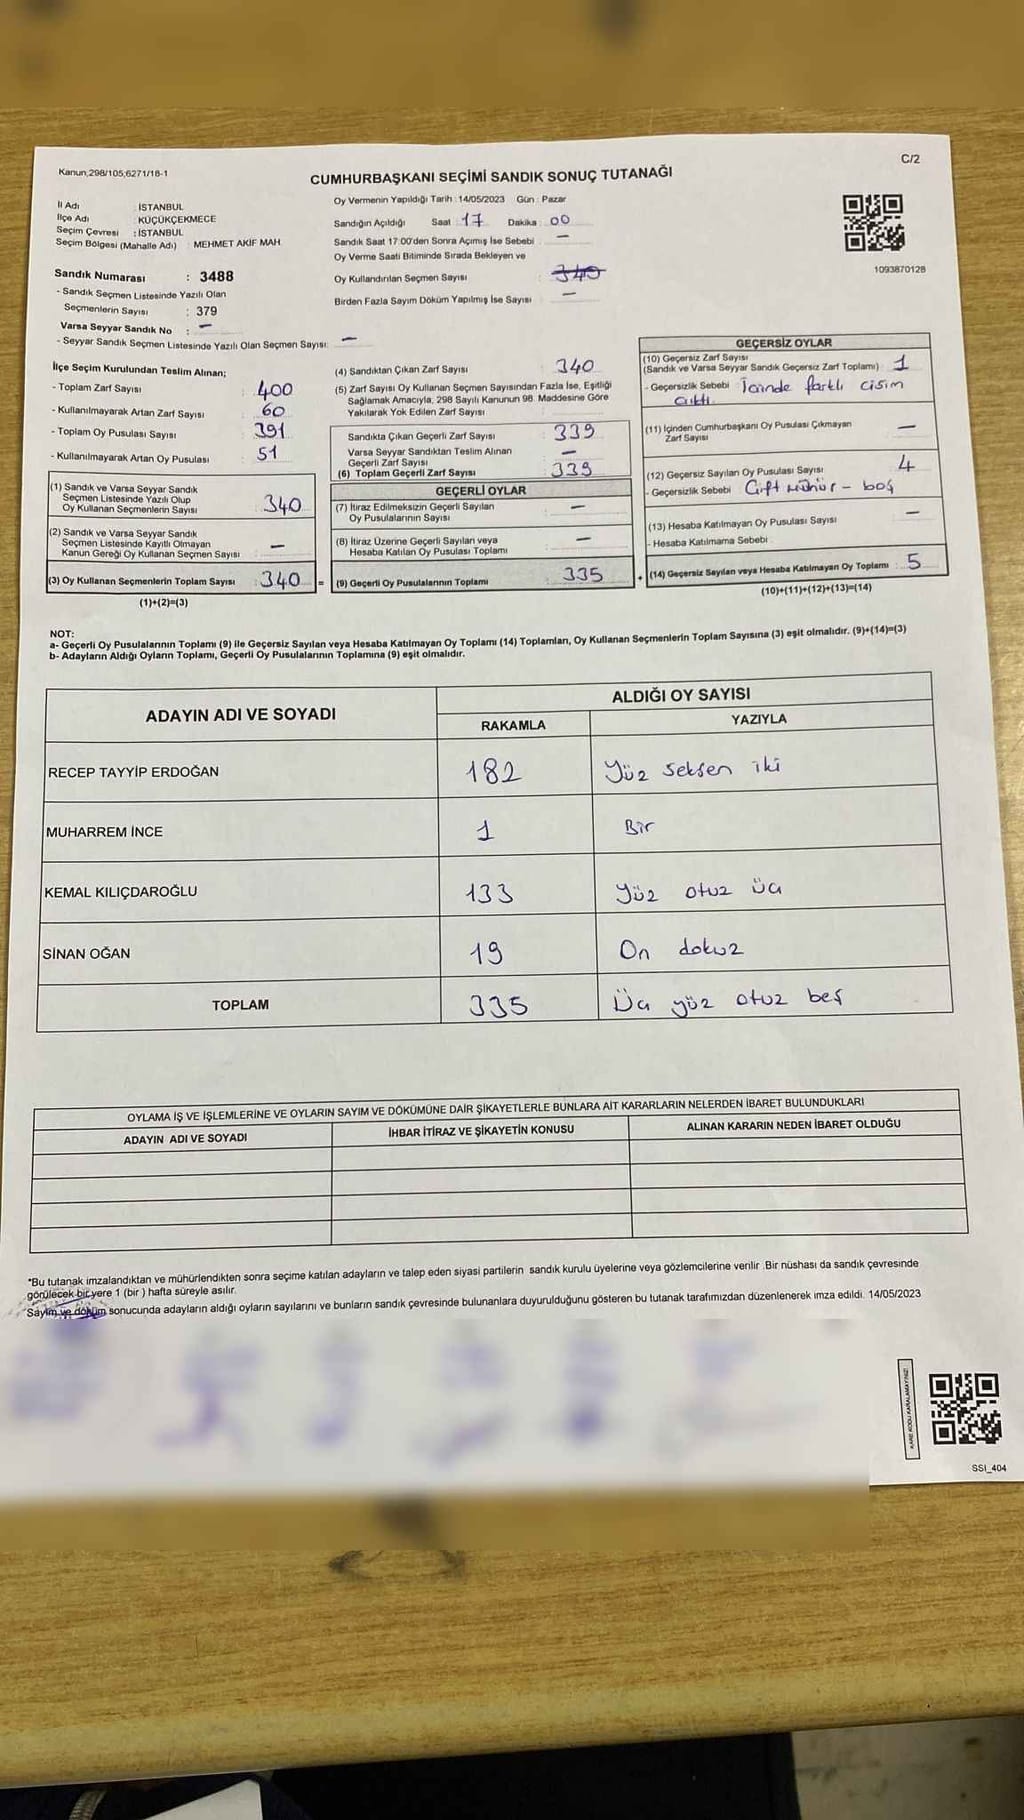 Kanun,298/105,6271/18-1
C/2
CUMHURBAŞKANI SEÇİMİ SANDIK SONUÇ TUTANAĞI
İl Adı : İSTANBUL
İlçe Adı : KÜÇÜKÇEKMECE
Seçim Çevresi : İSTANBUL
Seçim Bölgesi (Mahalle Adı) : MEHMET AKİF MAH.
Sandık Numarası : 3488
- Sandık Seçmen Listesinde Yazılı Olan
Seçmenlerin Sayısı : 379
Varsa Seyyar Sandık No : —
- Seyyar Sandık Seçmen Listesinde Yazılı Olan Seçmen Sayısı: —
Oy Vermenin Yapıldığı Tarih : 14/05/2023 Gün : Pazar
Sandığın Açıldığı Saat : 17 Dakika : 00
Sandık Saat 17:00'den Sonra Açımış İse Sebebi : —
Oy Verme Saati Bitiminde Sırada Bekleyen ve
Oy Kullandırılan Seçmen Sayısı : 340
Birden Fazla Sayım Döküm Yapılmış İse Sayısı : —
1093870128
İlçe Seçim Kurulundan Teslim Alınan;
- Toplam Zarf Sayısı : 400
- Kullanılmayarak Artan Zarf Sayısı : 60
- Toplam Oy Pusulası Sayısı : 391
- Kullanılmayarak Artan Oy Pusulası : 51
(1) Sandık ve Varsa Seyyar Sandık
Seçmen Listesinde Yazılı Olup
Oy Kullanan Seçmenlerin Sayısı : 340
(2) Sandık ve Varsa Seyyar Sandık
Seçmen Listesinde Kayıtlı Olmayan
Kanun Gereği Oy Kullanan Seçmen Sayısı : —
(3) Oy Kullanan Seçmenlerin Toplam Sayısı : 340 =
(1)+(2)=(3)
(4) Sandıktan Çıkan Zarf Sayısı : 340
(5) Zarf Sayısı Oy Kullanan Seçmen Sayısından Fazla İse, Eşitliği
Sağlamak Amacıyla, 298 Sayılı Kanunun 98. Maddesine Göre
Yakılarak Yok Edilen Zarf Sayısı :
Sandıkta Çıkan Geçerli Zarf Sayısı : 339
Varsa Seyyar Sandıktan Teslim Alınan
Geçerli Zarf Sayısı : —
(6) Toplam Geçerli Zarf Sayısı : 339
GEÇERLİ OYLAR
(7) İtiraz Edilmeksizin Geçerli Sayılan
Oy Pusulalarının Sayısı : —
(8) İtiraz Üzerine Geçerli Sayılan veya
Hesaba Katılan Oy Pusulası Toplamı : —
(9) Geçerli Oy Pusulalarının Toplamı : 335 +
GEÇERSİZ OYLAR
(10) Geçersiz Zarf Sayısı
(Sandık ve Varsa Seyyar Sandık Geçersiz Zarf Toplamı) : 1
- Geçersizlik Sebebi : İçinde farklı cisim
çıktı.
(11) İçinden Cumhurbaşkanı Oy Pusulası Çıkmayan
Zarf Sayısı : —
(12) Geçersiz Sayılan Oy Pusulası Sayısı : 4
- Geçersizlik Sebebi : Çift mühür - boş
(13) Hesaba Katılmayan Oy Pusulası Sayısı : —
- Hesaba Katılmama Sebebi :
(14) Geçersiz Sayılan veya Hesaba Katılmayan Oy Toplamı : 5
(10)+(11)+(12)+(13)=(14)
NOT:
a- Geçerli Oy Pusulalarının Toplamı (9) ile Geçersiz Sayılan veya Hesaba Katılmayan Oy Toplamı (14) Toplamları, Oy Kullanan Seçmenlerin Toplam Sayısına (3) eşit olmalıdır. (9)+(14)=(3)
b- Adayların Aldığı Oyların Toplamı, Geçerli Oy Pusulalarının Toplamına (9) eşit olmalıdır.
ADAYIN ADI VE SOYADI
ALDIĞI OY SAYISI
RAKAMLA YAZIYLA
RECEP TAYYİP ERDOĞAN 182 Yüz seksen iki
MUHARREM İNCE 1 Bir
KEMAL KILIÇDAROĞLU 133 Yüz otuz üç
SİNAN OĞAN 19 On dokuz
TOPLAM 335 Üç yüz otuz beş
OYLAMA İŞ VE İŞLEMLERİNE VE OYLARIN SAYIM VE DÖKÜMÜNE DAİR ŞİKAYETLERLE BUNLARA AİT KARARLARIN NELERDEN İBARET BULUNDUKLARI
ADAYIN ADI VE SOYADI İHBAR İTİRAZ VE ŞİKAYETİN KONUSU ALINAN KARARIN NEDEN İBARET OLDUĞU
*Bu tutanak imzalandıktan ve mühürlendikten sonra seçime katılan adayların ve talep eden siyasi partilerin sandık kurulu üyelerine veya gözlemcilerine verilir .Bir nüshası da sandık çevresinde
görülecek bir yere 1 (bir ) hafta süreyle asılır.
*Sayım ve döküm sonucunda adayların aldığı oyların sayılarını ve bunların sandık çevresinde bulunanlara duyurulduğunu gösteren bu tutanak tarafımızdan düzenlenerek imza edildi. 14/05/2023
KARE KODU KARALAMAYINIZ!
SSI_404